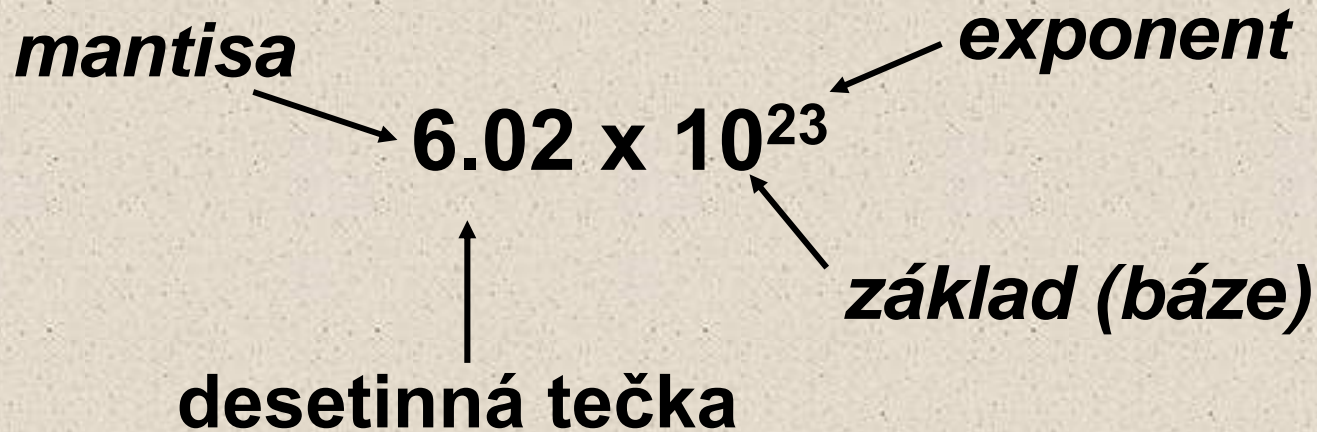 mantisa
exponent
6.02 x 10²³
základ (báze)
desetinná tečka